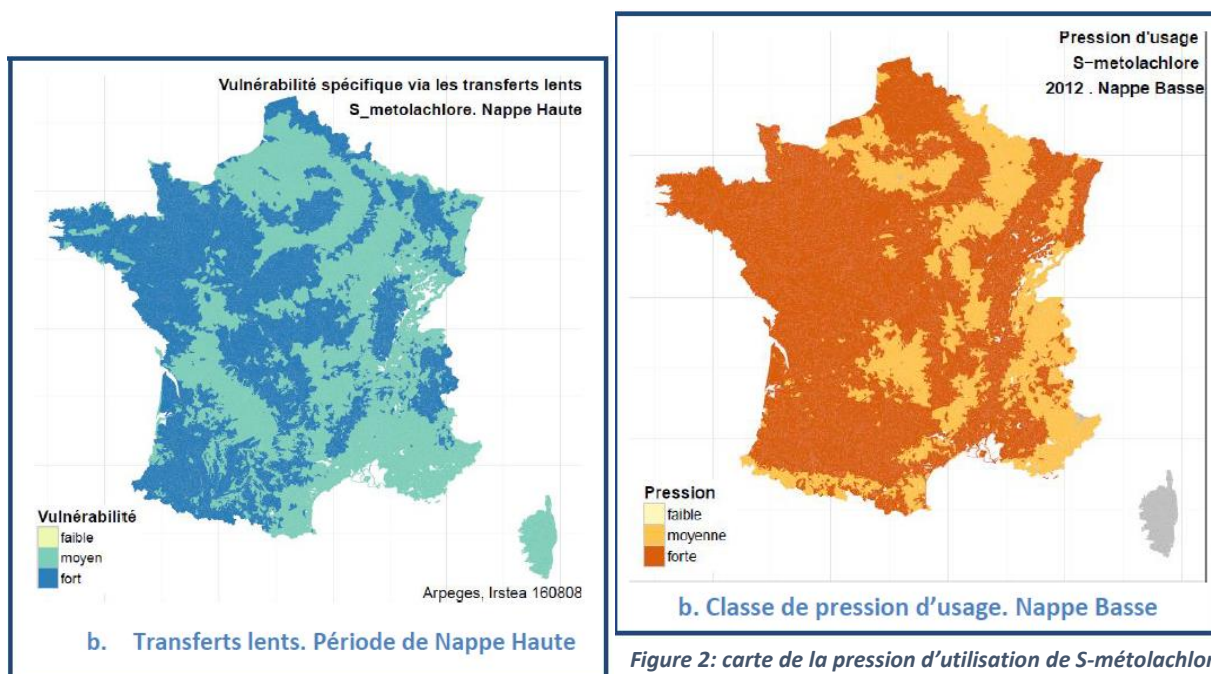 Vulnérabilité spécifique via les transferts lents
S_metolachlore. Nappe Haute
Vulnérabilité
faible
moyen
fort
Arpeges, Irstea 160808
b. Transferts lents. Période de Nappe Haute
Pression d'usage
S-metolachlore
2012 . Nappe Basse
Pression
faible
moyenne
forte
b. Classe de pression d'usage. Nappe Basse
Figure 2: carte de la pression d'utilisation de S-métolachlor